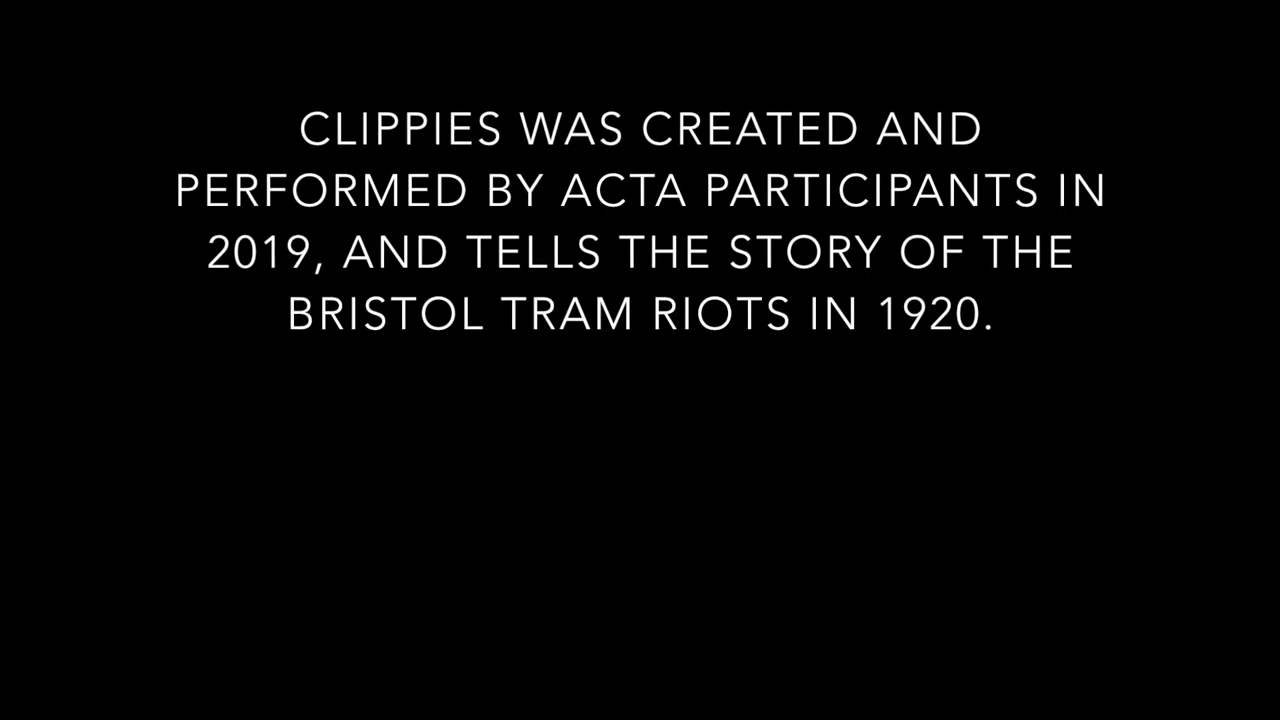 CLIPPIES WAS CREATED AND
PERFORMED BY ACTA PARTICIPANTS IN
2019, AND TELLS THE STORY OF THE
BRISTOL TRAM RIOTS IN 1920.